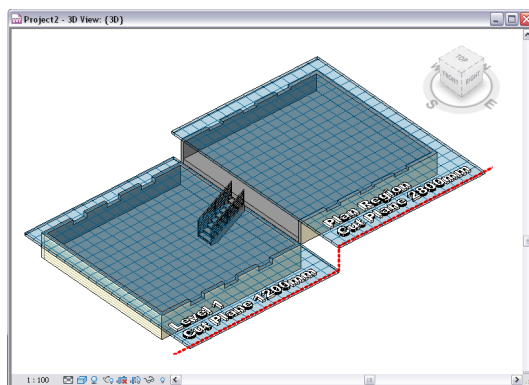 Project2 - 3D View: {3D}
TOP
FRONT
RIGHT
S
E
Plan Region
Cut Plane 2800mm
Level 1
Cut Plane 1200mm
1 : 100